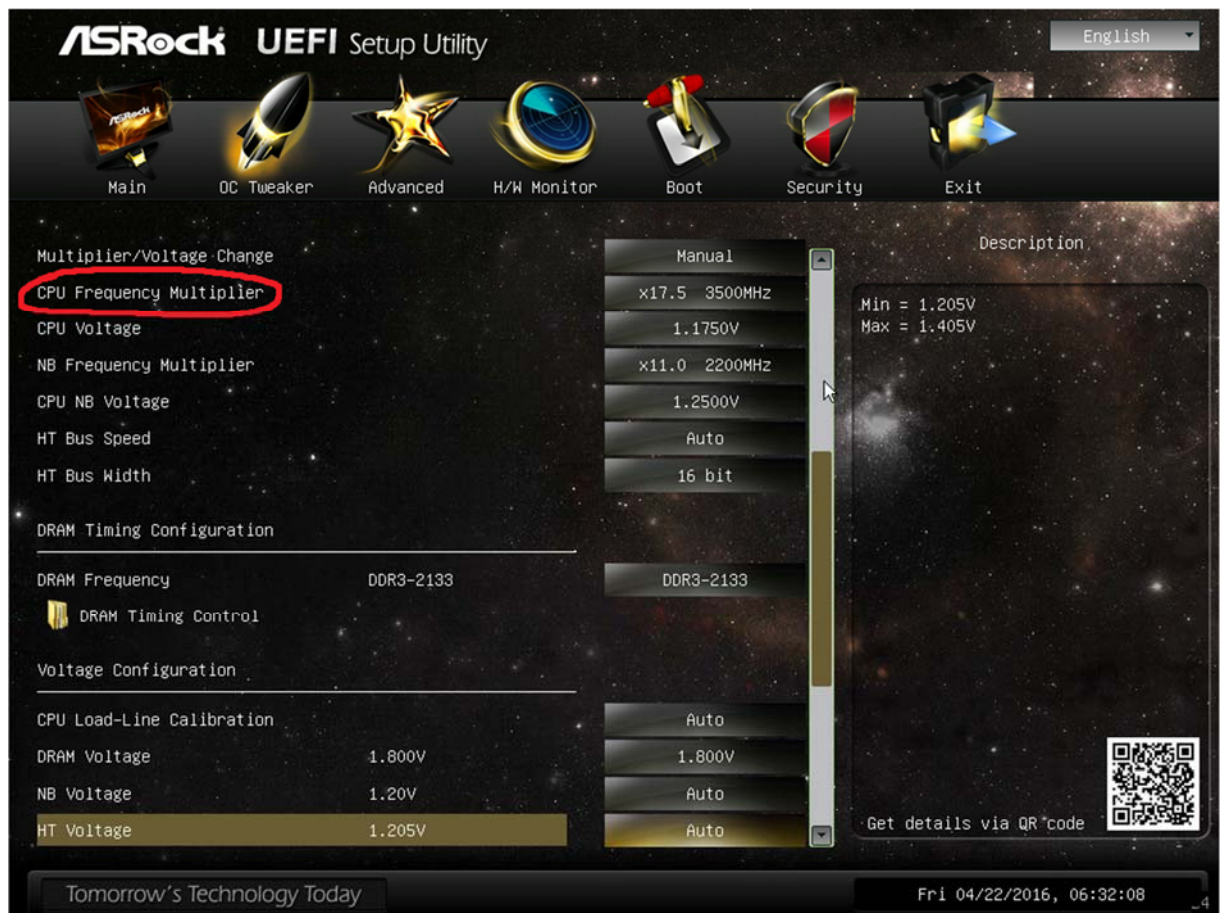 ASRock UEFI Setup Utility
English
Main OC Tweaker Advanced H/W Monitor Boot Security Exit
Description
Multiplier/Voltage Change Manual
CPU Frequency Multiplier x17.5 3500MHz
Min = 1.205V
Max = 1.405V
CPU Voltage 1.1750V
NB Frequency Multiplier x11.0 2200MHz
CPU NB Voltage 1.2500V
HT Bus Speed Auto
HT Bus Width 16 bit
DRAM Timing Configuration
DRAM Frequency DDR3-2133 DDR3-2133
DRAM Timing Control
Voltage Configuration
CPU Load-Line Calibration Auto
DRAM Voltage 1.800V 1.800V
NB Voltage 1.20V Auto
HT Voltage 1.205V Auto
Get details via QR code
Tomorrow's Technology Today
Fri 04/22/2016, 06:32:08